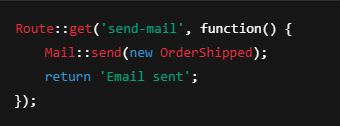 Route::get('send-mail', function() {
    Mail::send(new OrderShipped);
    return 'Email sent';
});